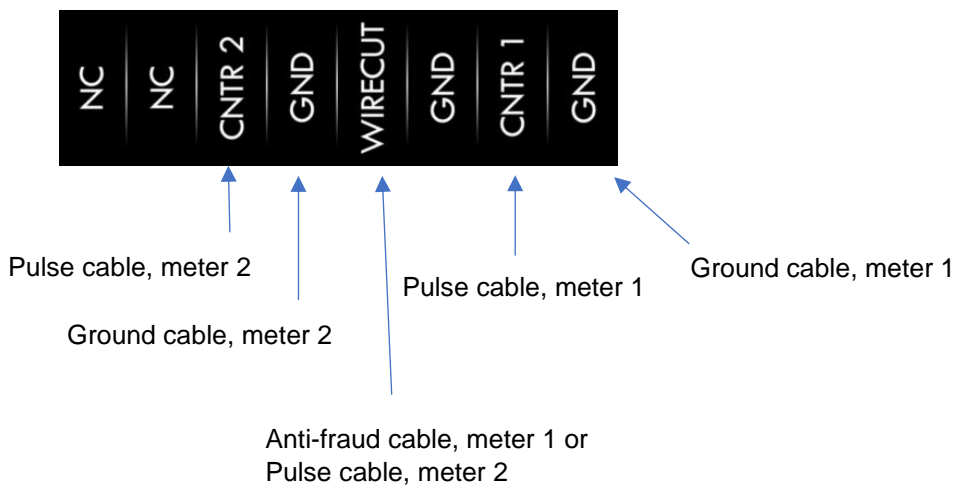 NC
NC
CNTR 2
GND
WIRECUT
GND
CNTR 1
GND
Pulse cable, meter 2
Ground cable, meter 1
Pulse cable, meter 1
Ground cable, meter 2
Anti-fraud cable, meter 1 or
Pulse cable, meter 2